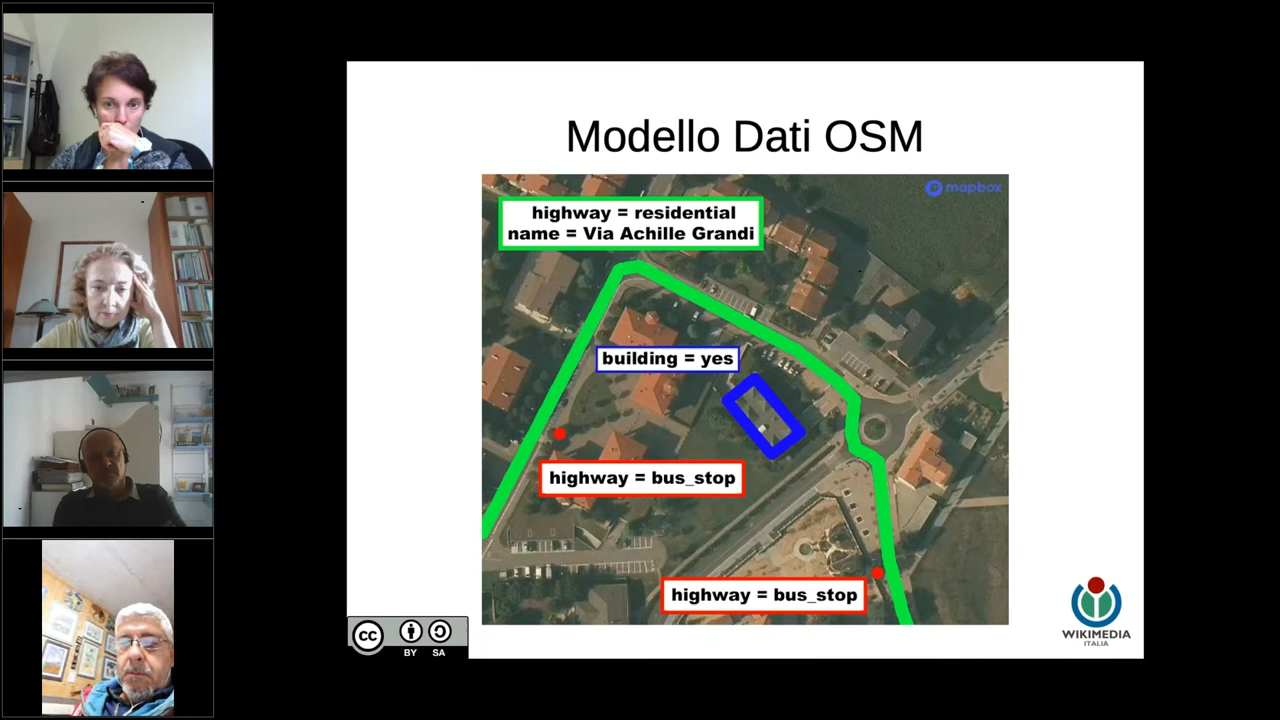 Modello Dati OSM
mapbox
highway = residential
name = Via Achille Grandi
building = yes
highway = bus_stop
highway = bus_stop
cc
BY SA
WIKIMEDIA
ITALIA